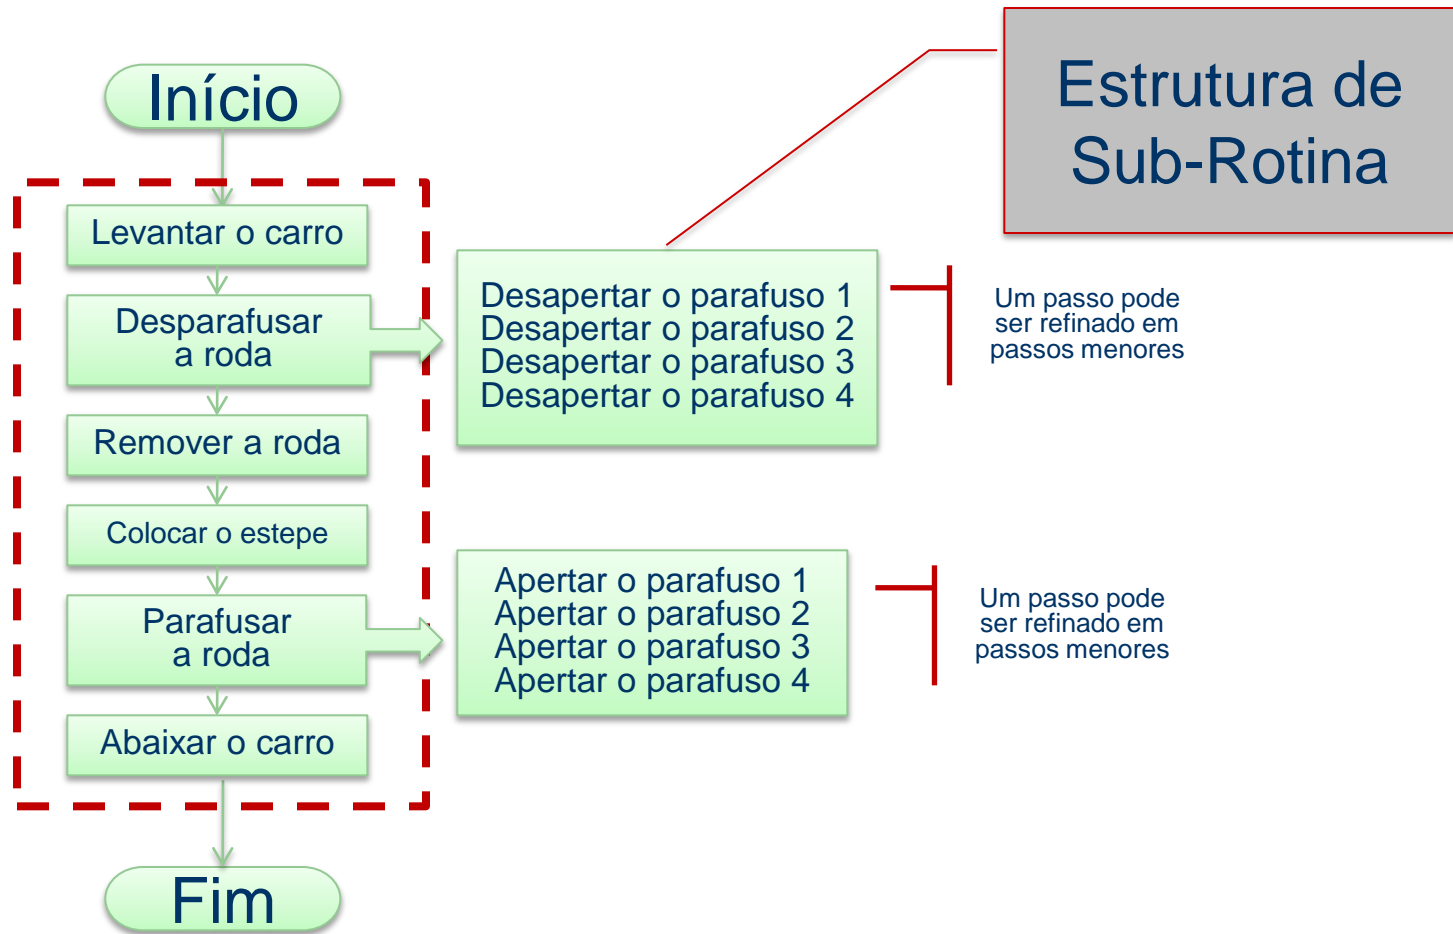 Início
Estrutura de
Sub-Rotina
Levantar o carro
Desparafusar
a roda
Remover a roda
Colocar o estepe
Parafusar
a roda
Abaixar o carro
Fim
Desapertar o parafuso 1
Desapertar o parafuso 2
Desapertar o parafuso 3
Desapertar o parafuso 4
Um passo pode
ser refinado em
passos menores
Apertar o parafuso 1
Apertar o parafuso 2
Apertar o parafuso 3
Apertar o parafuso 4
Um passo pode
ser refinado em
passos menores